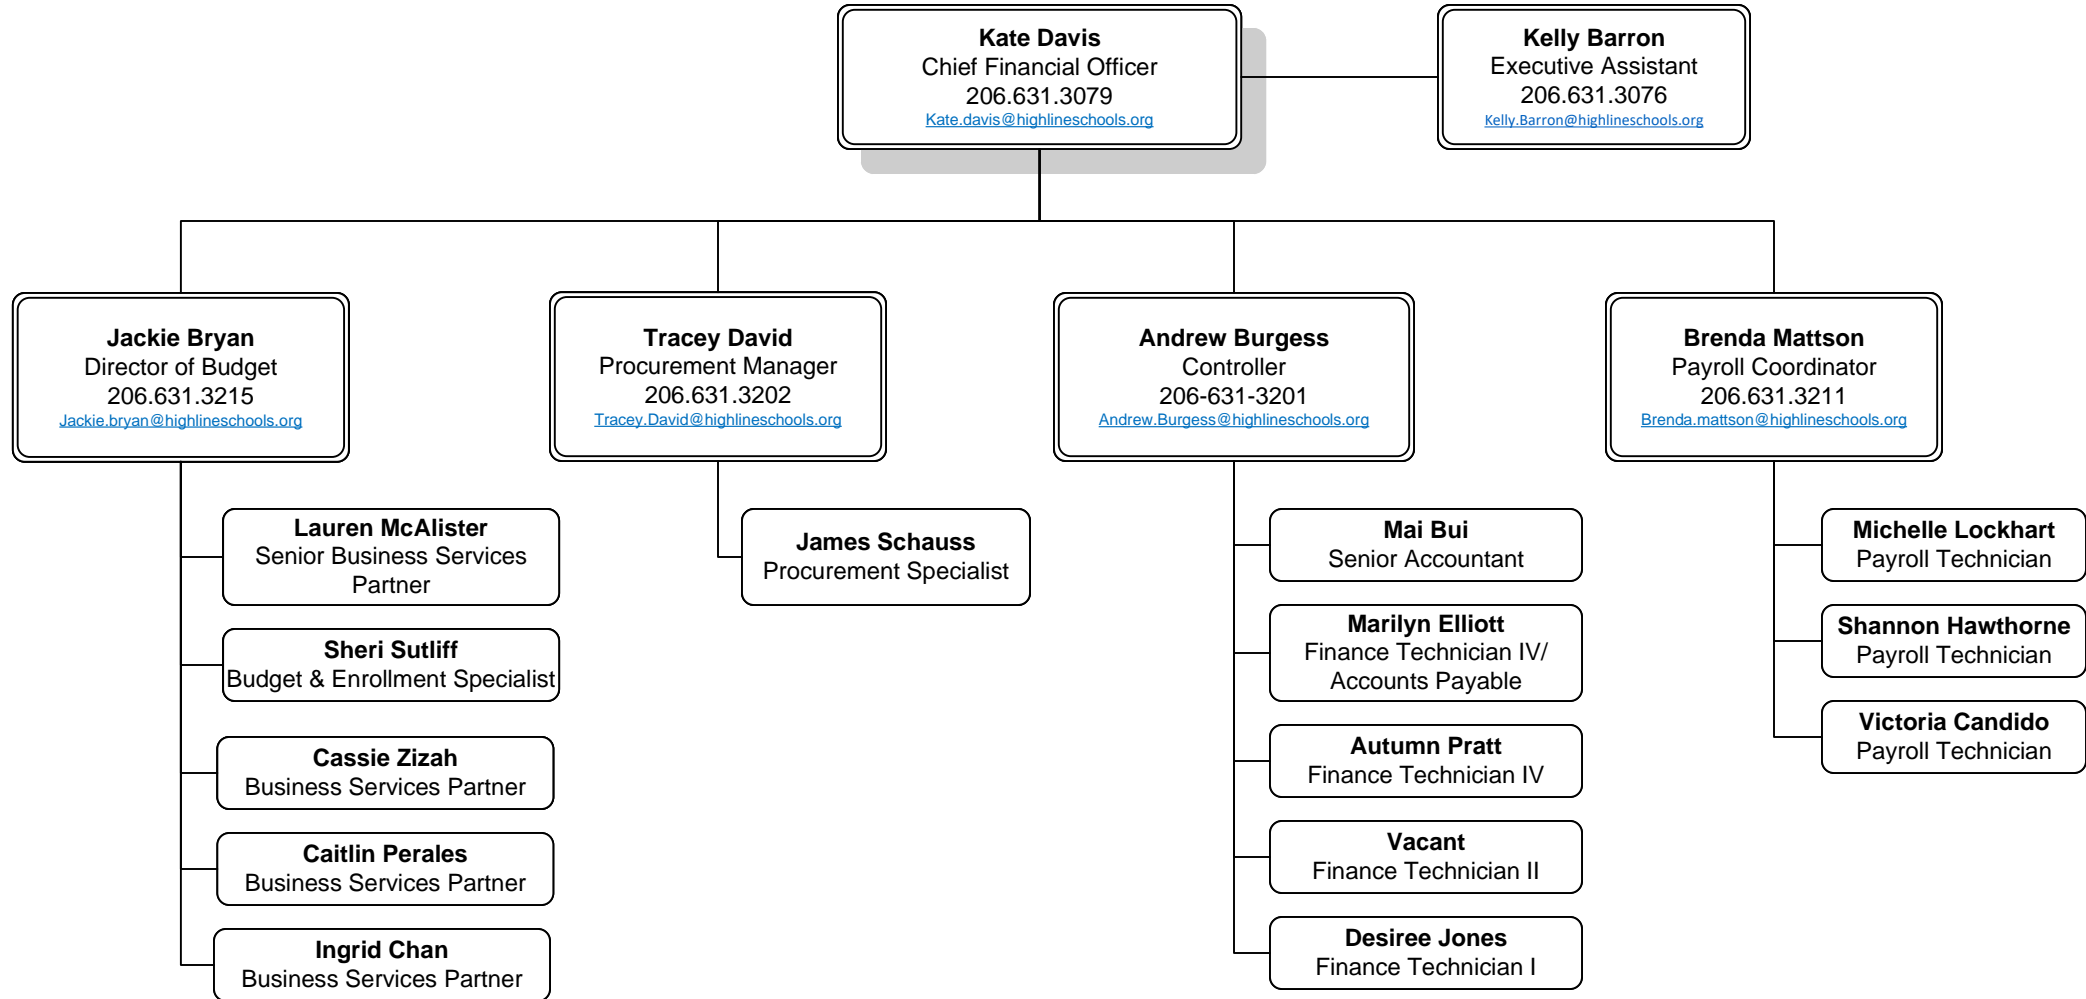 Kate Davis
Chief Financial Officer
206.631.3079
Kate.davis@highlineschools.org
Kelly Barron
Executive Assistant
206.631.3076
Kelly.Barron@highlineschools.org
Jackie Bryan
Director of Budget
206.631.3215
Jackie.bryan@highlineschools.org
Tracey David
Procurement Manager
206.631.3202
Tracey.David@highlineschools.org
Andrew Burgess
Controller
206-631-3201
Andrew.Burgess@highlineschools.org
Brenda Mattson
Payroll Coordinator
206.631.3211
Brenda.mattson@highlineschools.org
Lauren McAlister
Senior Business Services
Partner
Sheri Sutliff
Budget & Enrollment Specialist
Cassie Zizah
Business Services Partner
Caitlin Perales
Business Services Partner
Ingrid Chan
Business Services Partner
James Schauss
Procurement Specialist
Mai Bui
Senior Accountant
Marilyn Elliott
Finance Technician IV/
Accounts Payable
Autumn Pratt
Finance Technician IV
Vacant
Finance Technician II
Desiree Jones
Finance Technician I
Michelle Lockhart
Payroll Technician
Shannon Hawthorne
Payroll Technician
Victoria Candido
Payroll Technician